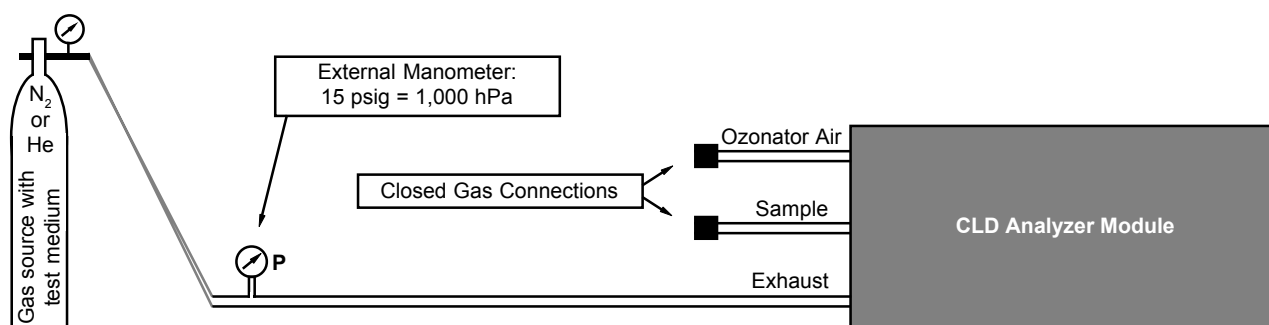 N2
or
He
Gas source with
test medium
External Manometer:
15 psig = 1,000 hPa
P
Closed Gas Connections
Ozonator Air
Sample
Exhaust
CLD Analyzer Module